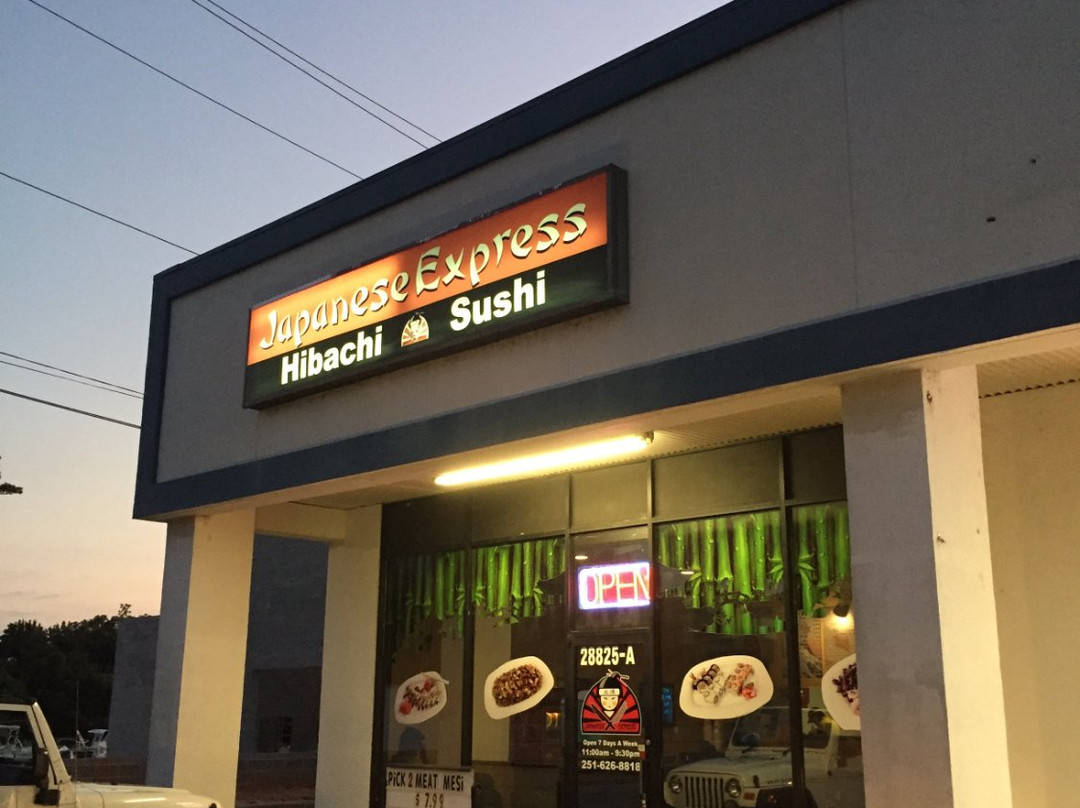 Japanese Express
Hibachi Sushi
OPEN
28825-A
Open 7 Days A Week
11:00am - 9:30pm
251-626-8818
PICK 2 MEAT MESi
$ 7.99